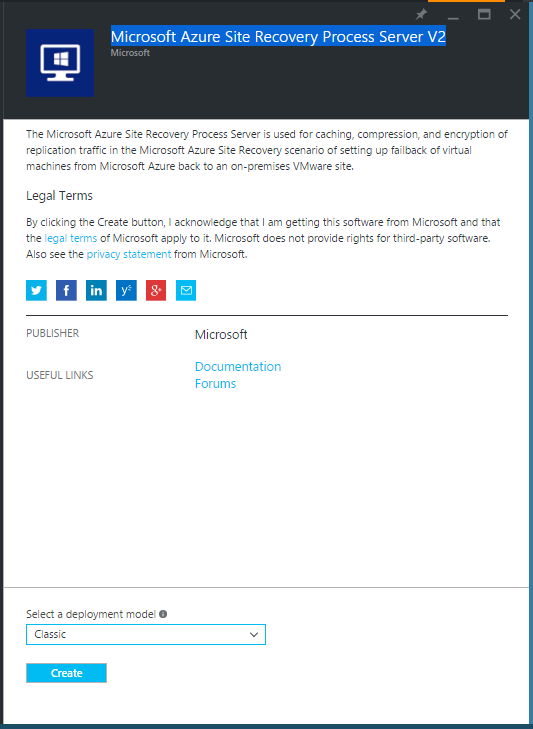 Microsoft Azure Site Recovery Process Server V2
Microsoft
The Microsoft Azure Site Recovery Process Server is used for caching, compression, and encryption of
replication traffic in the Microsoft Azure Site Recovery scenario of setting up failback of virtual
machines from Microsoft Azure back to an on-premises VMware site.
Legal Terms
By clicking the Create button, I acknowledge that I am getting this software from Microsoft and that
the legal terms of Microsoft apply to it. Microsoft does not provide rights for third-party software.
Also see the privacy statement from Microsoft.
PUBLISHER Microsoft
USEFUL LINKS Documentation
Forums
Select a deployment model
Classic
Create